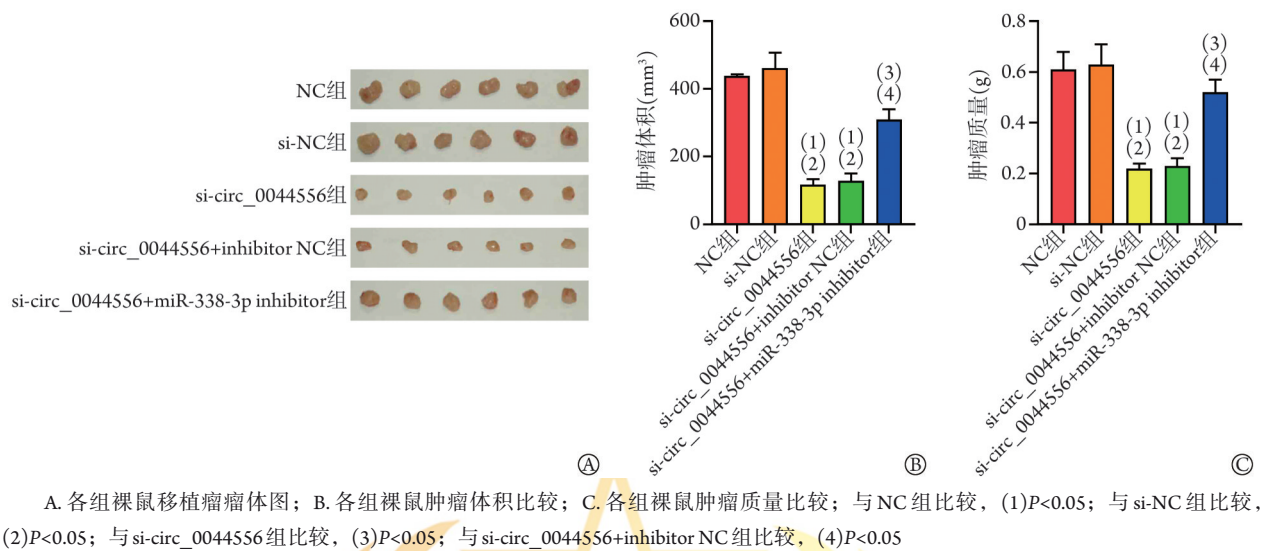 NC组
si-NC组
si-circ_0044556组
si-circ_0044556+inhibitor NC组
si-circ_0044556+miR-338-3p inhibitor组
Ⓐ
肿瘤体积(mm³)
600
400
200
0
(1)
(2)
(1)
(2)
(3)
(4)
NC组
si-NC组
si-circ_0044556组
si-circ_0044556+inhibitor NC组
si-circ_0044556+miR-338-3p inhibitor组
Ⓑ
肿瘤质量(g)
0.8
0.6
0.4
0.2
0
(1)
(2)
(1)
(2)
(3)
(4)
NC组
si-NC组
si-circ_0044556组
si-circ_0044556+inhibitor NC组
si-circ_0044556+miR-338-3p inhibitor组
Ⓒ
A. 各组裸鼠移植瘤瘤体图；B. 各组裸鼠肿瘤体积比较；C. 各组裸鼠肿瘤质量比较；与NC组比较，(1)P<0.05；与si-NC组比较，
(2)P<0.05；与si-circ_0044556组比较，(3)P<0.05；与si-circ_0044556+inhibitor NC组比较，(4)P<0.05